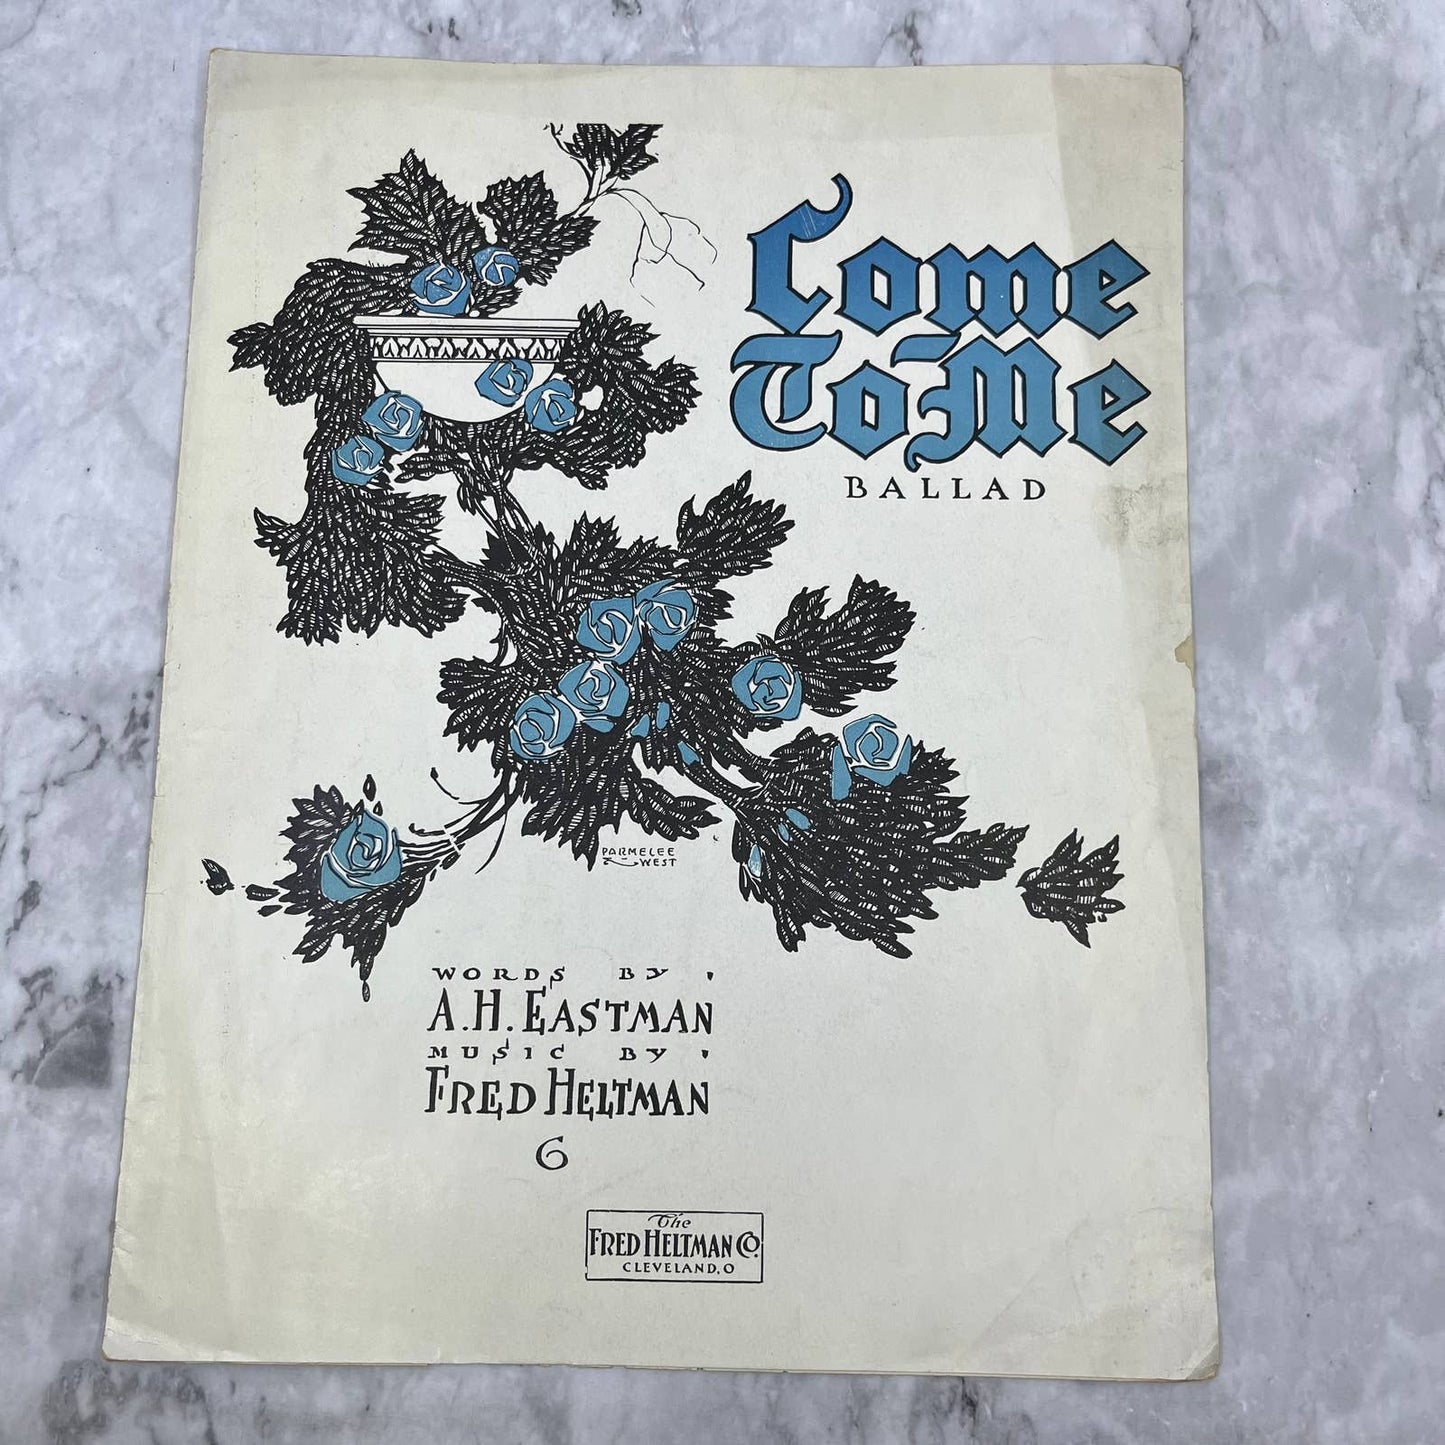 Come
To Me
BALLAD
PARMELEE
WEST
WORDS BY
A.H. EASTMAN
MUSIC BY
FRED HELTMAN
6
The
FRED HELTMAN CO.
CLEVELAND, O